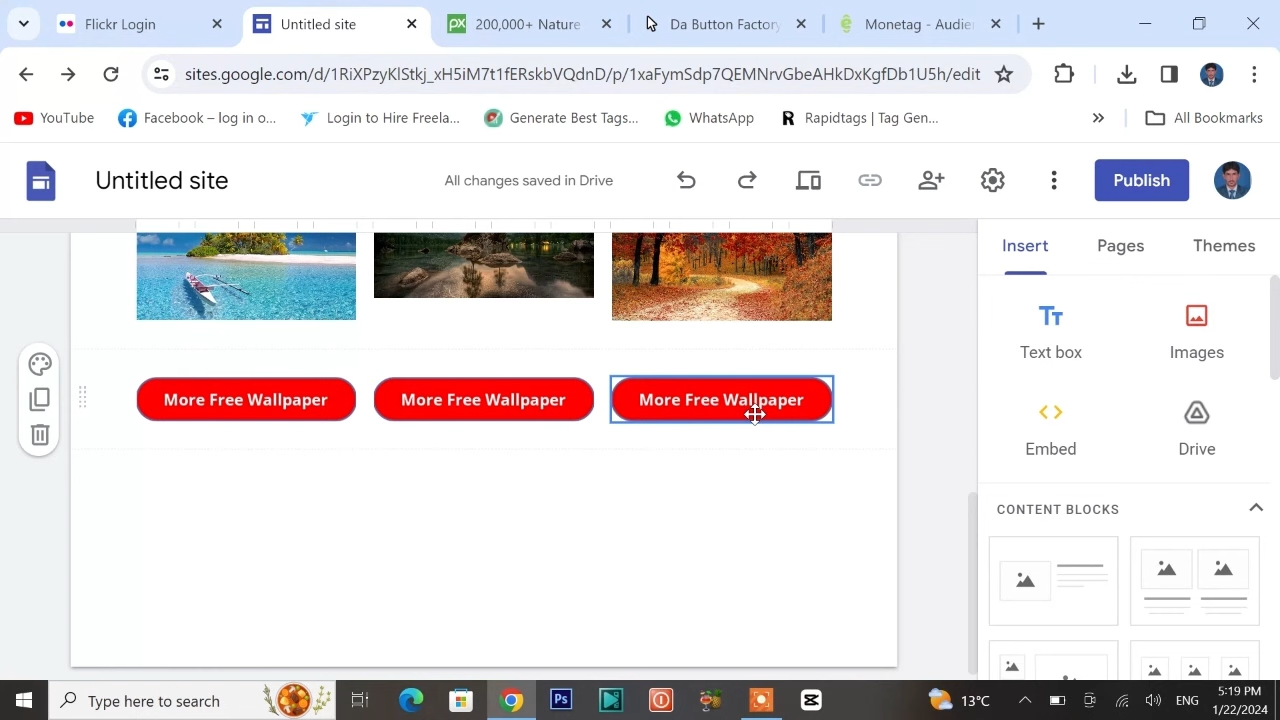 Flickr Login
Untitled site
200,000+ Nature
Da Button Factory
Monetag - Audie
sites.google.com/d/1RiXPzyKlStkj_xH5iM7t1fERskbVQdnD/p/1xaFymSdp7QEMNrvGbeAHkDxKgfDb1U5h/edit
YouTube
Facebook – log in o...
Login to Hire Freela...
Generate Best Tags...
WhatsApp
R
Rapidtags | Tag Gen...
All Bookmarks
Untitled site
All changes saved in Drive
Publish
Insert
Pages
Themes
Tt
Text box
Images
Embed
Drive
More Free Wallpaper
More Free Wallpaper
More Free Wallpaper
CONTENT BLOCKS
Type here to search
Ps
13°C
ENG
5:19 PM
1/22/2024